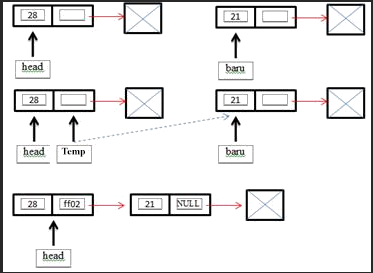 28 21
head baru
28 21
head Temp baru
28 ff02 21 NULL
head